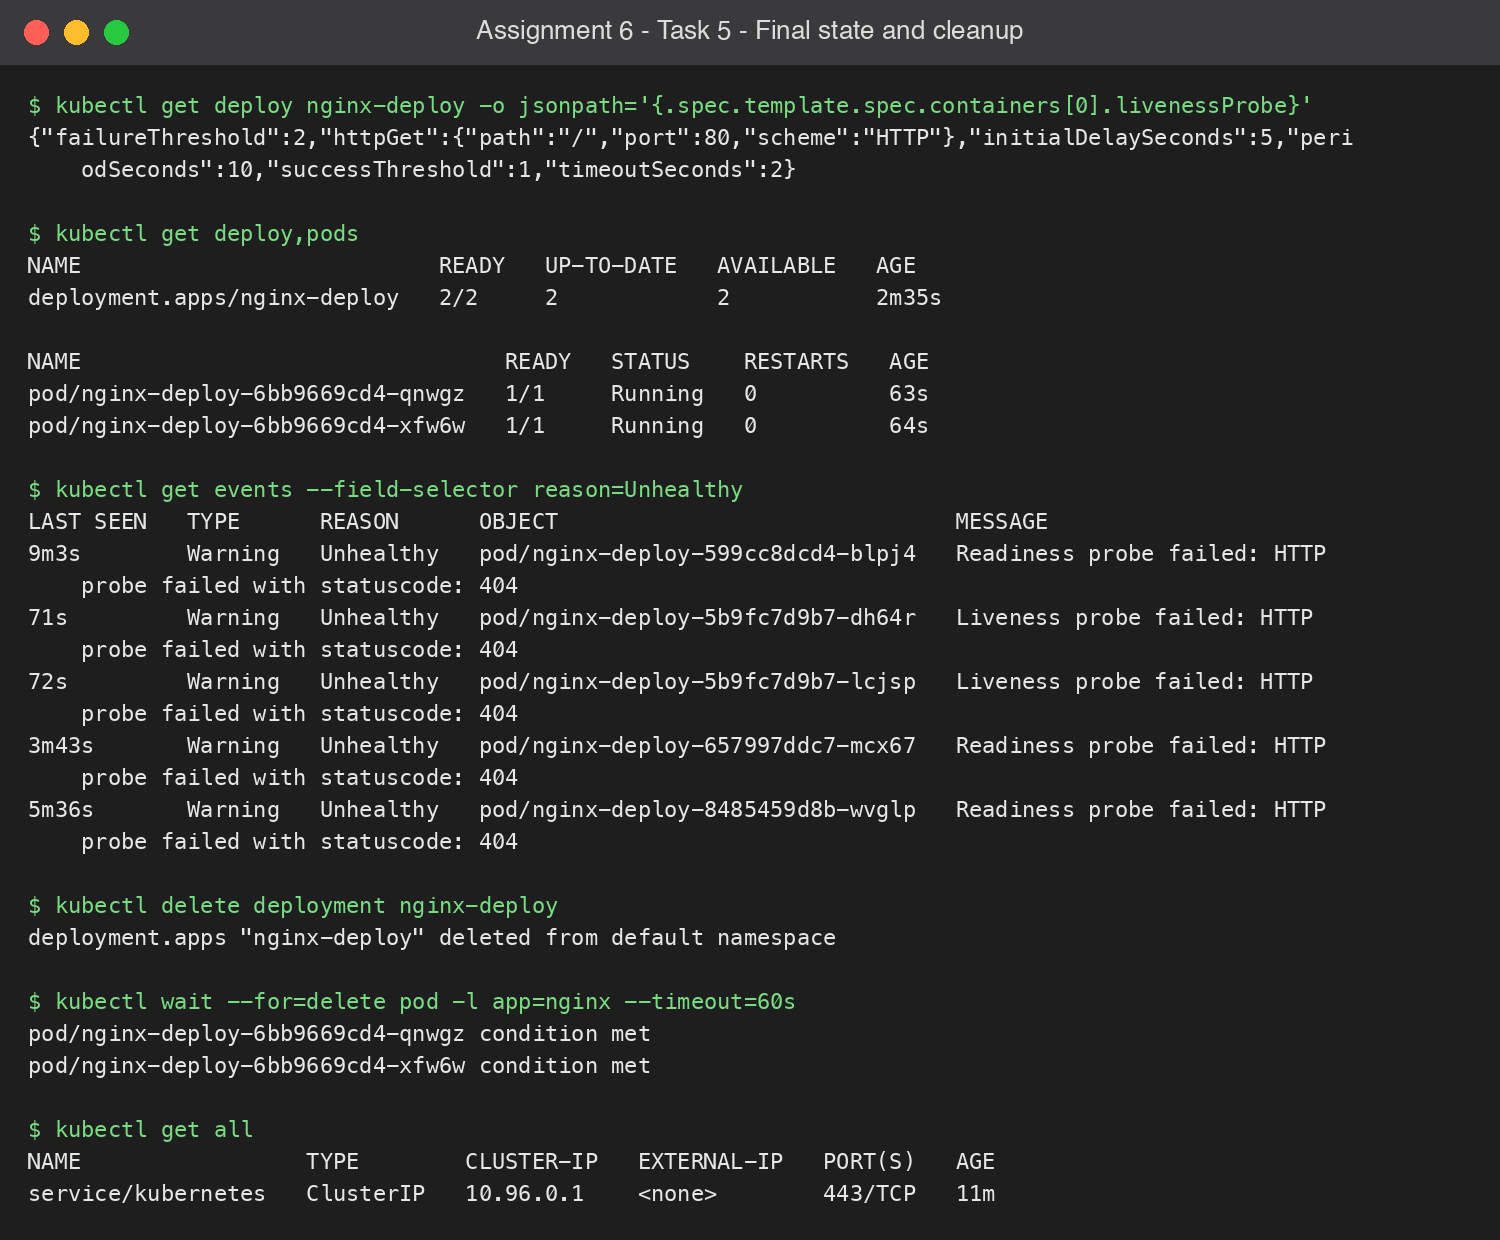 Assignment 6 - Task 5 - Final state and cleanup
$ kubectl get deploy nginx-deploy -o jsonpath='{.spec.template.spec.containers[0].livenessProbe}'
{"failureThreshold":2,"httpGet":{"path":"/","port":80,"scheme":"HTTP"},"initialDelaySeconds":5,"peri
    odSeconds":10,"successThreshold":1,"timeoutSeconds":2}
$ kubectl get deploy,pods
NAME                           READY   UP-TO-DATE   AVAILABLE   AGE
deployment.apps/nginx-deploy   2/2     2            2           2m35s
NAME                                READY   STATUS    RESTARTS   AGE
pod/nginx-deploy-6bb9669cd4-qnwgz   1/1     Running   0          63s
pod/nginx-deploy-6bb9669cd4-xfw6w   1/1     Running   0          64s
$ kubectl get events --field-selector reason=Unhealthy
LAST SEEN   TYPE      REASON      OBJECT                              MESSAGE
9m3s        Warning   Unhealthy   pod/nginx-deploy-599cc8dcd4-blpj4   Readiness probe failed: HTTP
    probe failed with statuscode: 404
71s         Warning   Unhealthy   pod/nginx-deploy-5b9fc7d9b7-dh64r   Liveness probe failed: HTTP
    probe failed with statuscode: 404
72s         Warning   Unhealthy   pod/nginx-deploy-5b9fc7d9b7-lcjsp   Liveness probe failed: HTTP
    probe failed with statuscode: 404
3m43s       Warning   Unhealthy   pod/nginx-deploy-657997ddc7-mcx67   Readiness probe failed: HTTP
    probe failed with statuscode: 404
5m36s       Warning   Unhealthy   pod/nginx-deploy-8485459d8b-wvglp   Readiness probe failed: HTTP
    probe failed with statuscode: 404
$ kubectl delete deployment nginx-deploy
deployment.apps "nginx-deploy" deleted from default namespace
$ kubectl wait --for=delete pod -l app=nginx --timeout=60s
pod/nginx-deploy-6bb9669cd4-qnwgz condition met
pod/nginx-deploy-6bb9669cd4-xfw6w condition met
$ kubectl get all
NAME                 TYPE        CLUSTER-IP   EXTERNAL-IP   PORT(S)   AGE
service/kubernetes   ClusterIP   10.96.0.1    <none>        443/TCP   11m